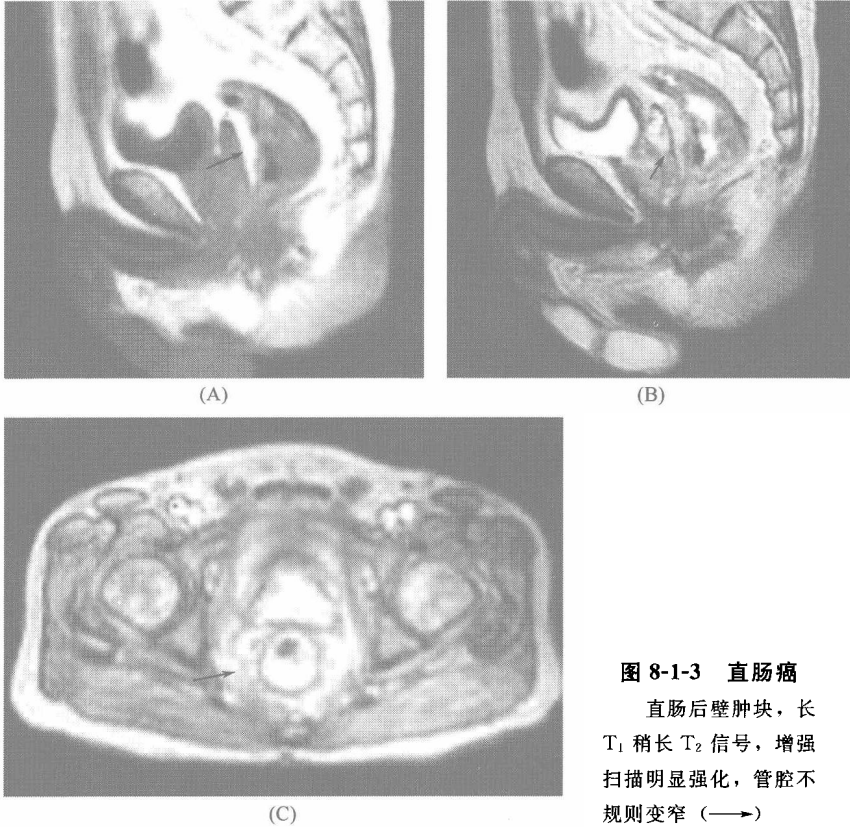 (A)
(B)
(C)
图 8-1-3 直肠癌
直肠后壁肿块，长
T₁ 稍长 T₂ 信号，增强
扫描明显强化，管腔不
规则变窄（⟶）